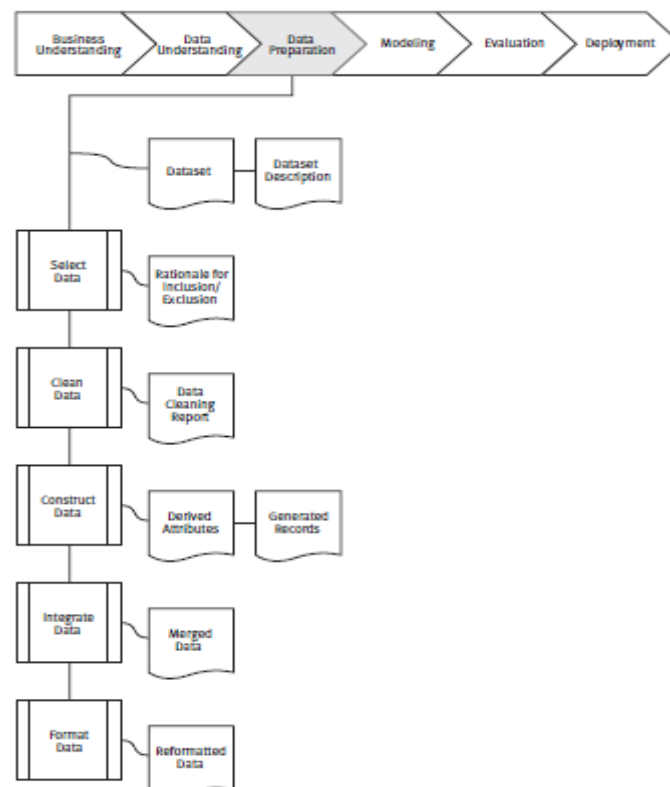 Business
Understanding
Data
Understanding
Data
Preparation
Modeling
Evaluation
Deployment
Dataset
Dataset
Description
Select
Data
Rationale for
Inclusion/
Exclusion
Clean
Data
Data
Cleaning
Report
Construct
Data
Derived
Attributes
Generated
Records
Integrate
Data
Merged
Data
Format
Data
Reformatted
Data